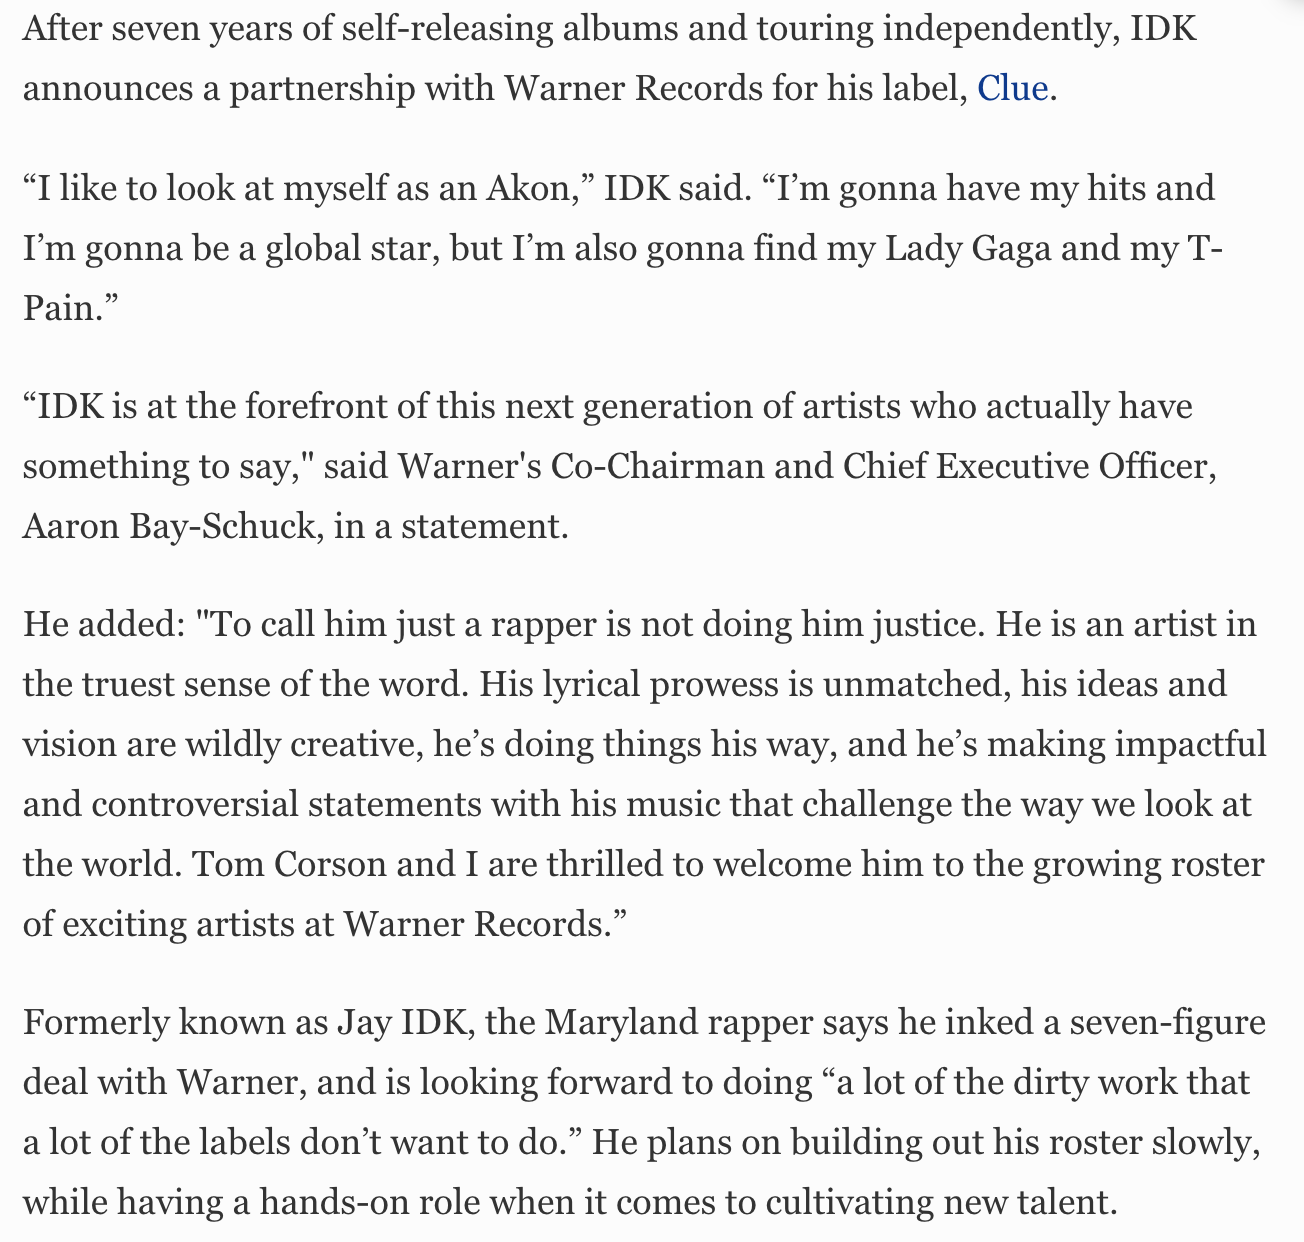 After seven years of self-releasing albums and touring independently, IDK
announces a partnership with Warner Records for his label, Clue.
“I like to look at myself as an Akon,” IDK said. “I’m gonna have my hits and
I’m gonna be a global star, but I’m also gonna find my Lady Gaga and my T-
Pain.”
“IDK is at the forefront of this next generation of artists who actually have
something to say," said Warner's Co-Chairman and Chief Executive Officer,
Aaron Bay-Schuck, in a statement.
He added: "To call him just a rapper is not doing him justice. He is an artist in
the truest sense of the word. His lyrical prowess is unmatched, his ideas and
vision are wildly creative, he’s doing things his way, and he’s making impactful
and controversial statements with his music that challenge the way we look at
the world. Tom Corson and I are thrilled to welcome him to the growing roster
of exciting artists at Warner Records.”
Formerly known as Jay IDK, the Maryland rapper says he inked a seven-figure
deal with Warner, and is looking forward to doing “a lot of the dirty work that
a lot of the labels don’t want to do.” He plans on building out his roster slowly,
while having a hands-on role when it comes to cultivating new talent.